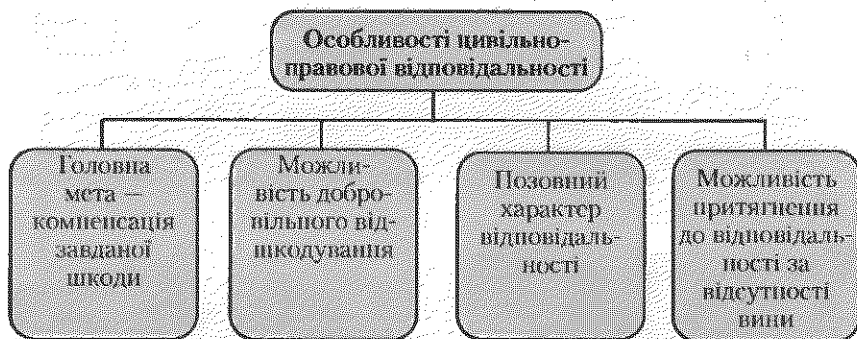 Особливості цивільно-
правової відповідальності
Головна
мета —
компенсація
завданої
шкоди
Можли-
вість добро-
вільного від-
шкодування
Позовний
характер
відповідаль-
ності
Можливість
притягнення
до відповідаль-
ності за
відсутності
вини